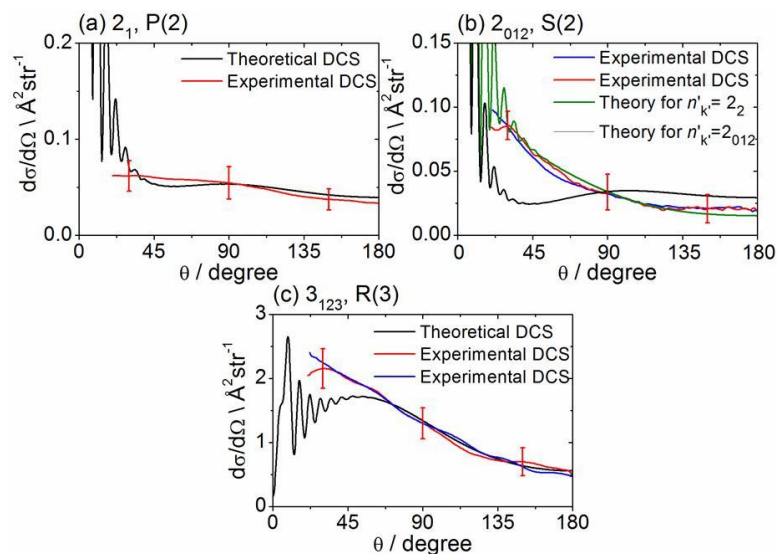 (a) 2₁, P(2)
Theoretical DCS
Experimental DCS
dσ/dΩ \ Å²str⁻¹
0.2
0.1
0.0
0 45 90 135 180
θ / degree
(b) 2₀₁₂, S(2)
Experimental DCS
Experimental DCS
Theory for n'ₖ'= 2₂
Theory for n'ₖ'=2₀₁₂
dσ/dΩ \ Å²str⁻¹
0.15
0.10
0.05
0.00
0 45 90 135 180
θ / degree
(c) 3₁₂₃, R(3)
Theoretical DCS
Experimental DCS
Experimental DCS
dσ/dΩ \ Å²str⁻¹
3
2
1
0
0 45 90 135 180
θ / degree